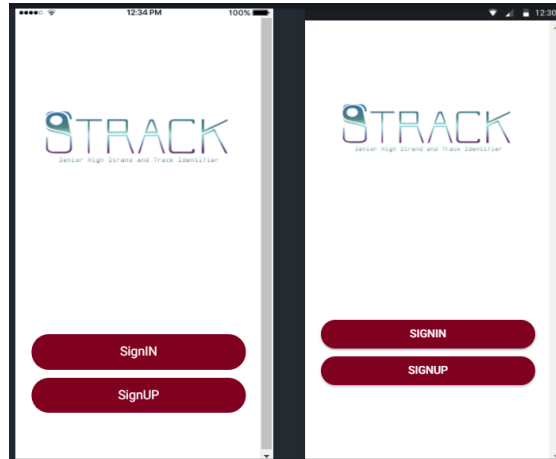 12:34 PM 100%
STRACK
Senior High Strand and Track Identifier
SignIN
SignUP
12:30
STRACK
Senior High Strand and Track Identifier
SIGNIN
SIGNUP